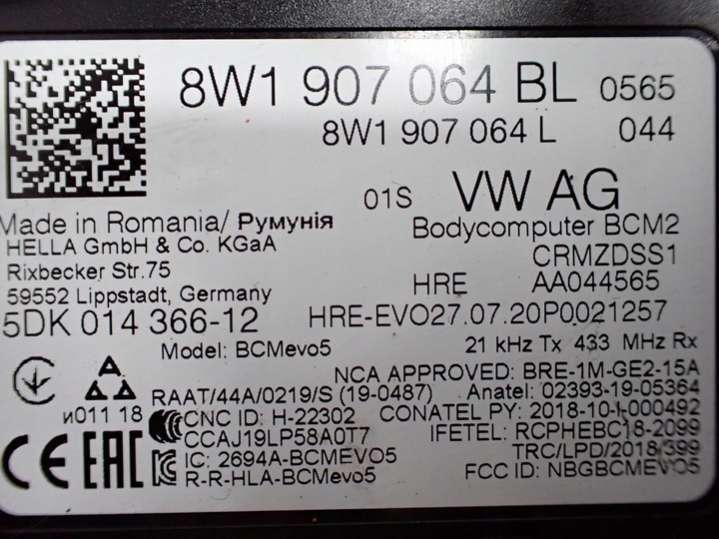 8W1 907 064 BL 0565
8W1 907 064 L 044
01S VW AG
Made in Romania/ Румунія
Bodycomputer BCM2
HELLA GmbH & Co. KGaA
CRMZDSS1
Rixbecker Str.75
HRE AA044565
59552 Lippstadt, Germany
5DK 014 366-12 HRE-EVO27.07.20P0021257
Model: BCMevo5 21 kHz Tx 433 MHz Rx
NCA APPROVED: BRE-1M-GE2-15A
RAAT/44A/0219/S (19-0487) Anatel: 02393-19-05364
и011 18 CNC ID: H-22302 CONATEL PY: 2018-10-1-000492
CCAJ19LP58A0T7 IFETEL: RCPHEBC18-2099
CE EAC IC: 2694A-BCMEVO5 TRC/LPD/2018/399
R-R-HLA-BCMevo5 FCC ID: NBGBCMEVO5